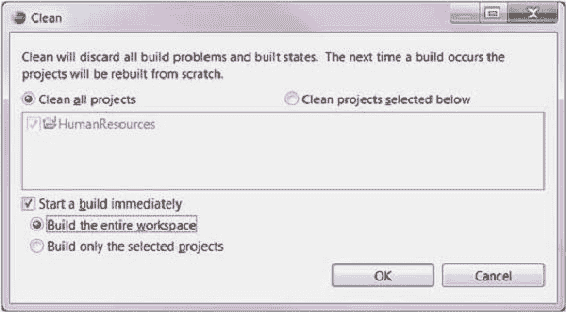 Clean
Clean will discard all build problems and built states. The next time a build occurs the
projects will be rebuilt from scratch.
Clean all projects
Clean projects selected below
HumanResources
Start a build immediately
Build the entire workspace
Build only the selected projects
OK
Cancel